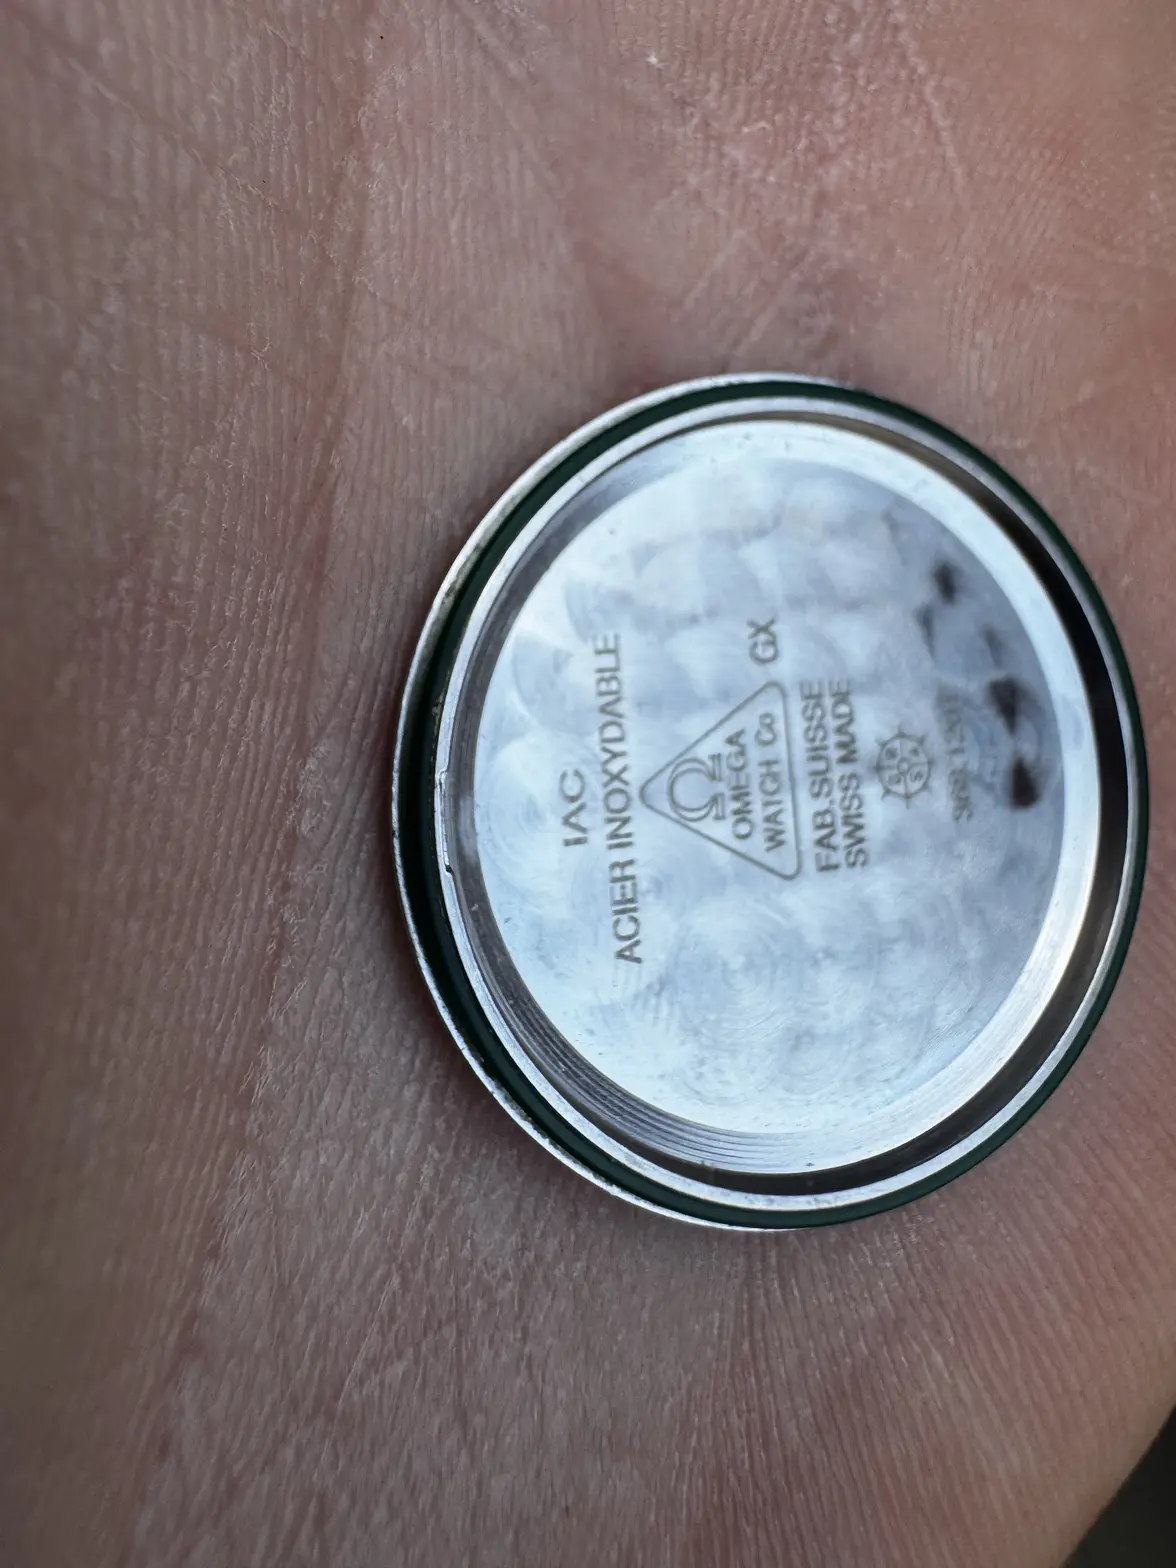 IAC
ACIER INOXYDABLE
Ω
OMEGA
WATCH Co
GX
FAB.SUISSE
SWISS MADE